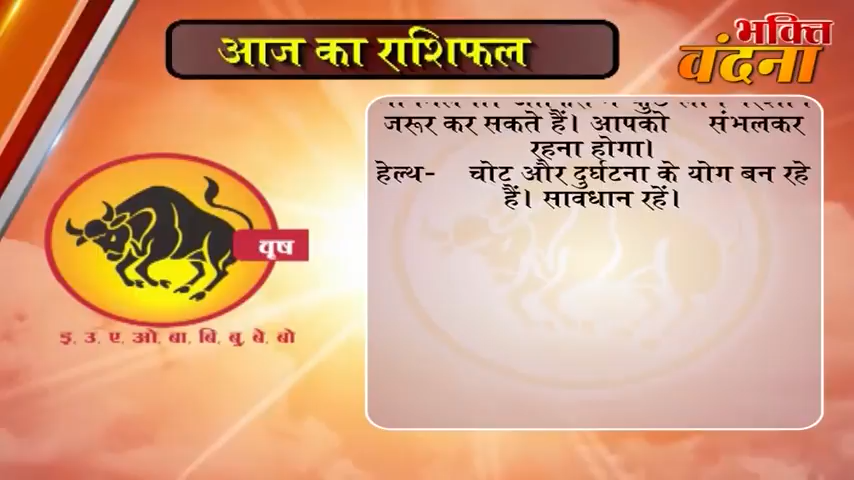 आज का राशिफल
भक्ति
वंदना
जरूर कर सकते हैं। आपको संभलकर
रहना होगा।
हेल्थ- चोट और दुर्घटना के योग बन रहे
हैं। सावधान रहें।
वृष
इ, उ, ए, ओ, बा, बि, बु, बे, बो